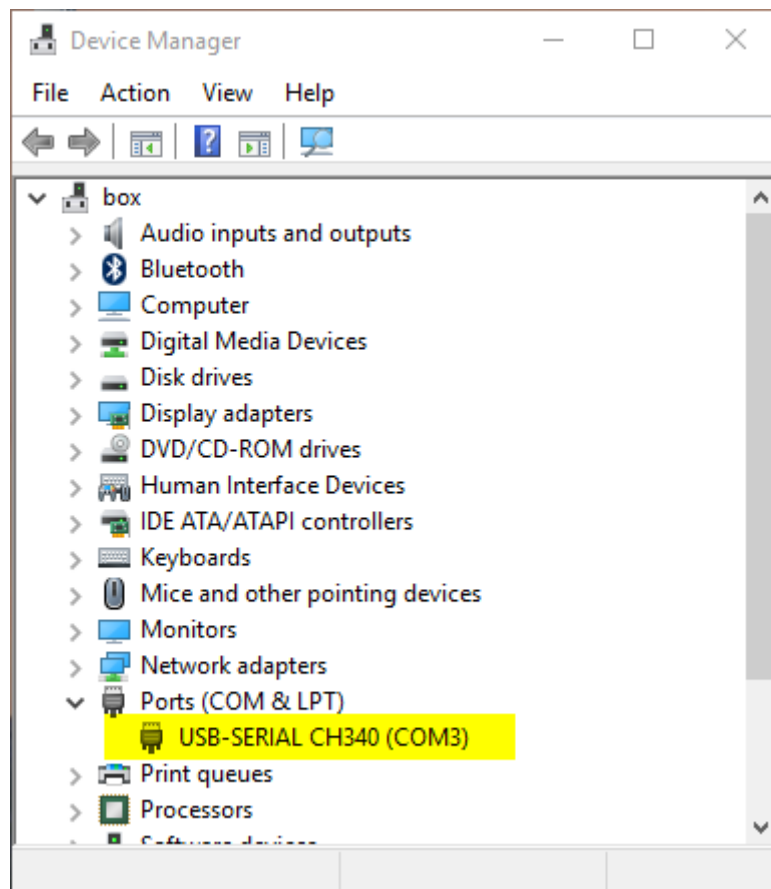 Device Manager
File Action View Help
box
Audio inputs and outputs
Bluetooth
Computer
Digital Media Devices
Disk drives
Display adapters
DVD/CD-ROM drives
Human Interface Devices
IDE ATA/ATAPI controllers
Keyboards
Mice and other pointing devices
Monitors
Network adapters
Ports (COM & LPT)
USB-SERIAL CH340 (COM3)
Print queues
Processors
Software devices